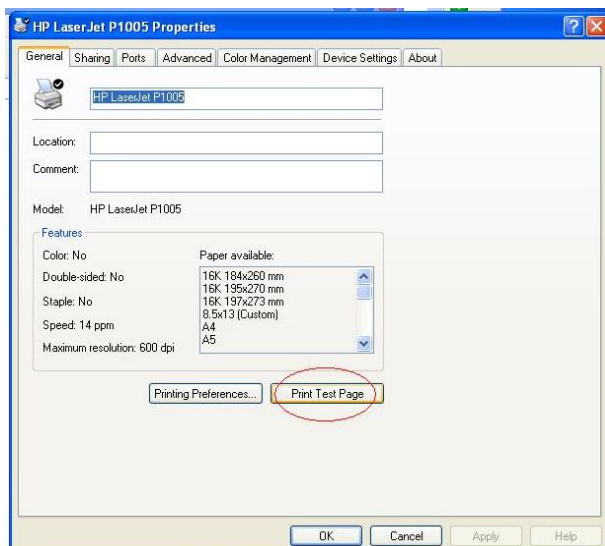 HP LaserJet P1005 Properties
General Sharing Ports Advanced Color Management Device Settings About
HP LaserJet P1005
Location:
Comment:
Model: HP LaserJet P1005
Features
Color: No
Paper available:
Double-sided: No
16K 184x260 mm
16K 195x270 mm
Staple: No
16K 197x273 mm
8.5x13 (Custom)
Speed: 14 ppm
A4
A5
Maximum resolution: 600 dpi
Printing Preferences... Print Test Page
OK Cancel Apply Help